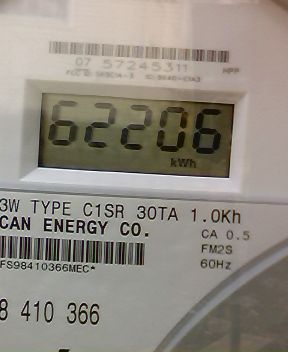 07 57245311
62206
kWh
3W TYPE C1SR 30TA 1.0Kh
CAN ENERGY CO.
CA 0.5
FM2S
FS98410366MEC*
60Hz
8 410 366